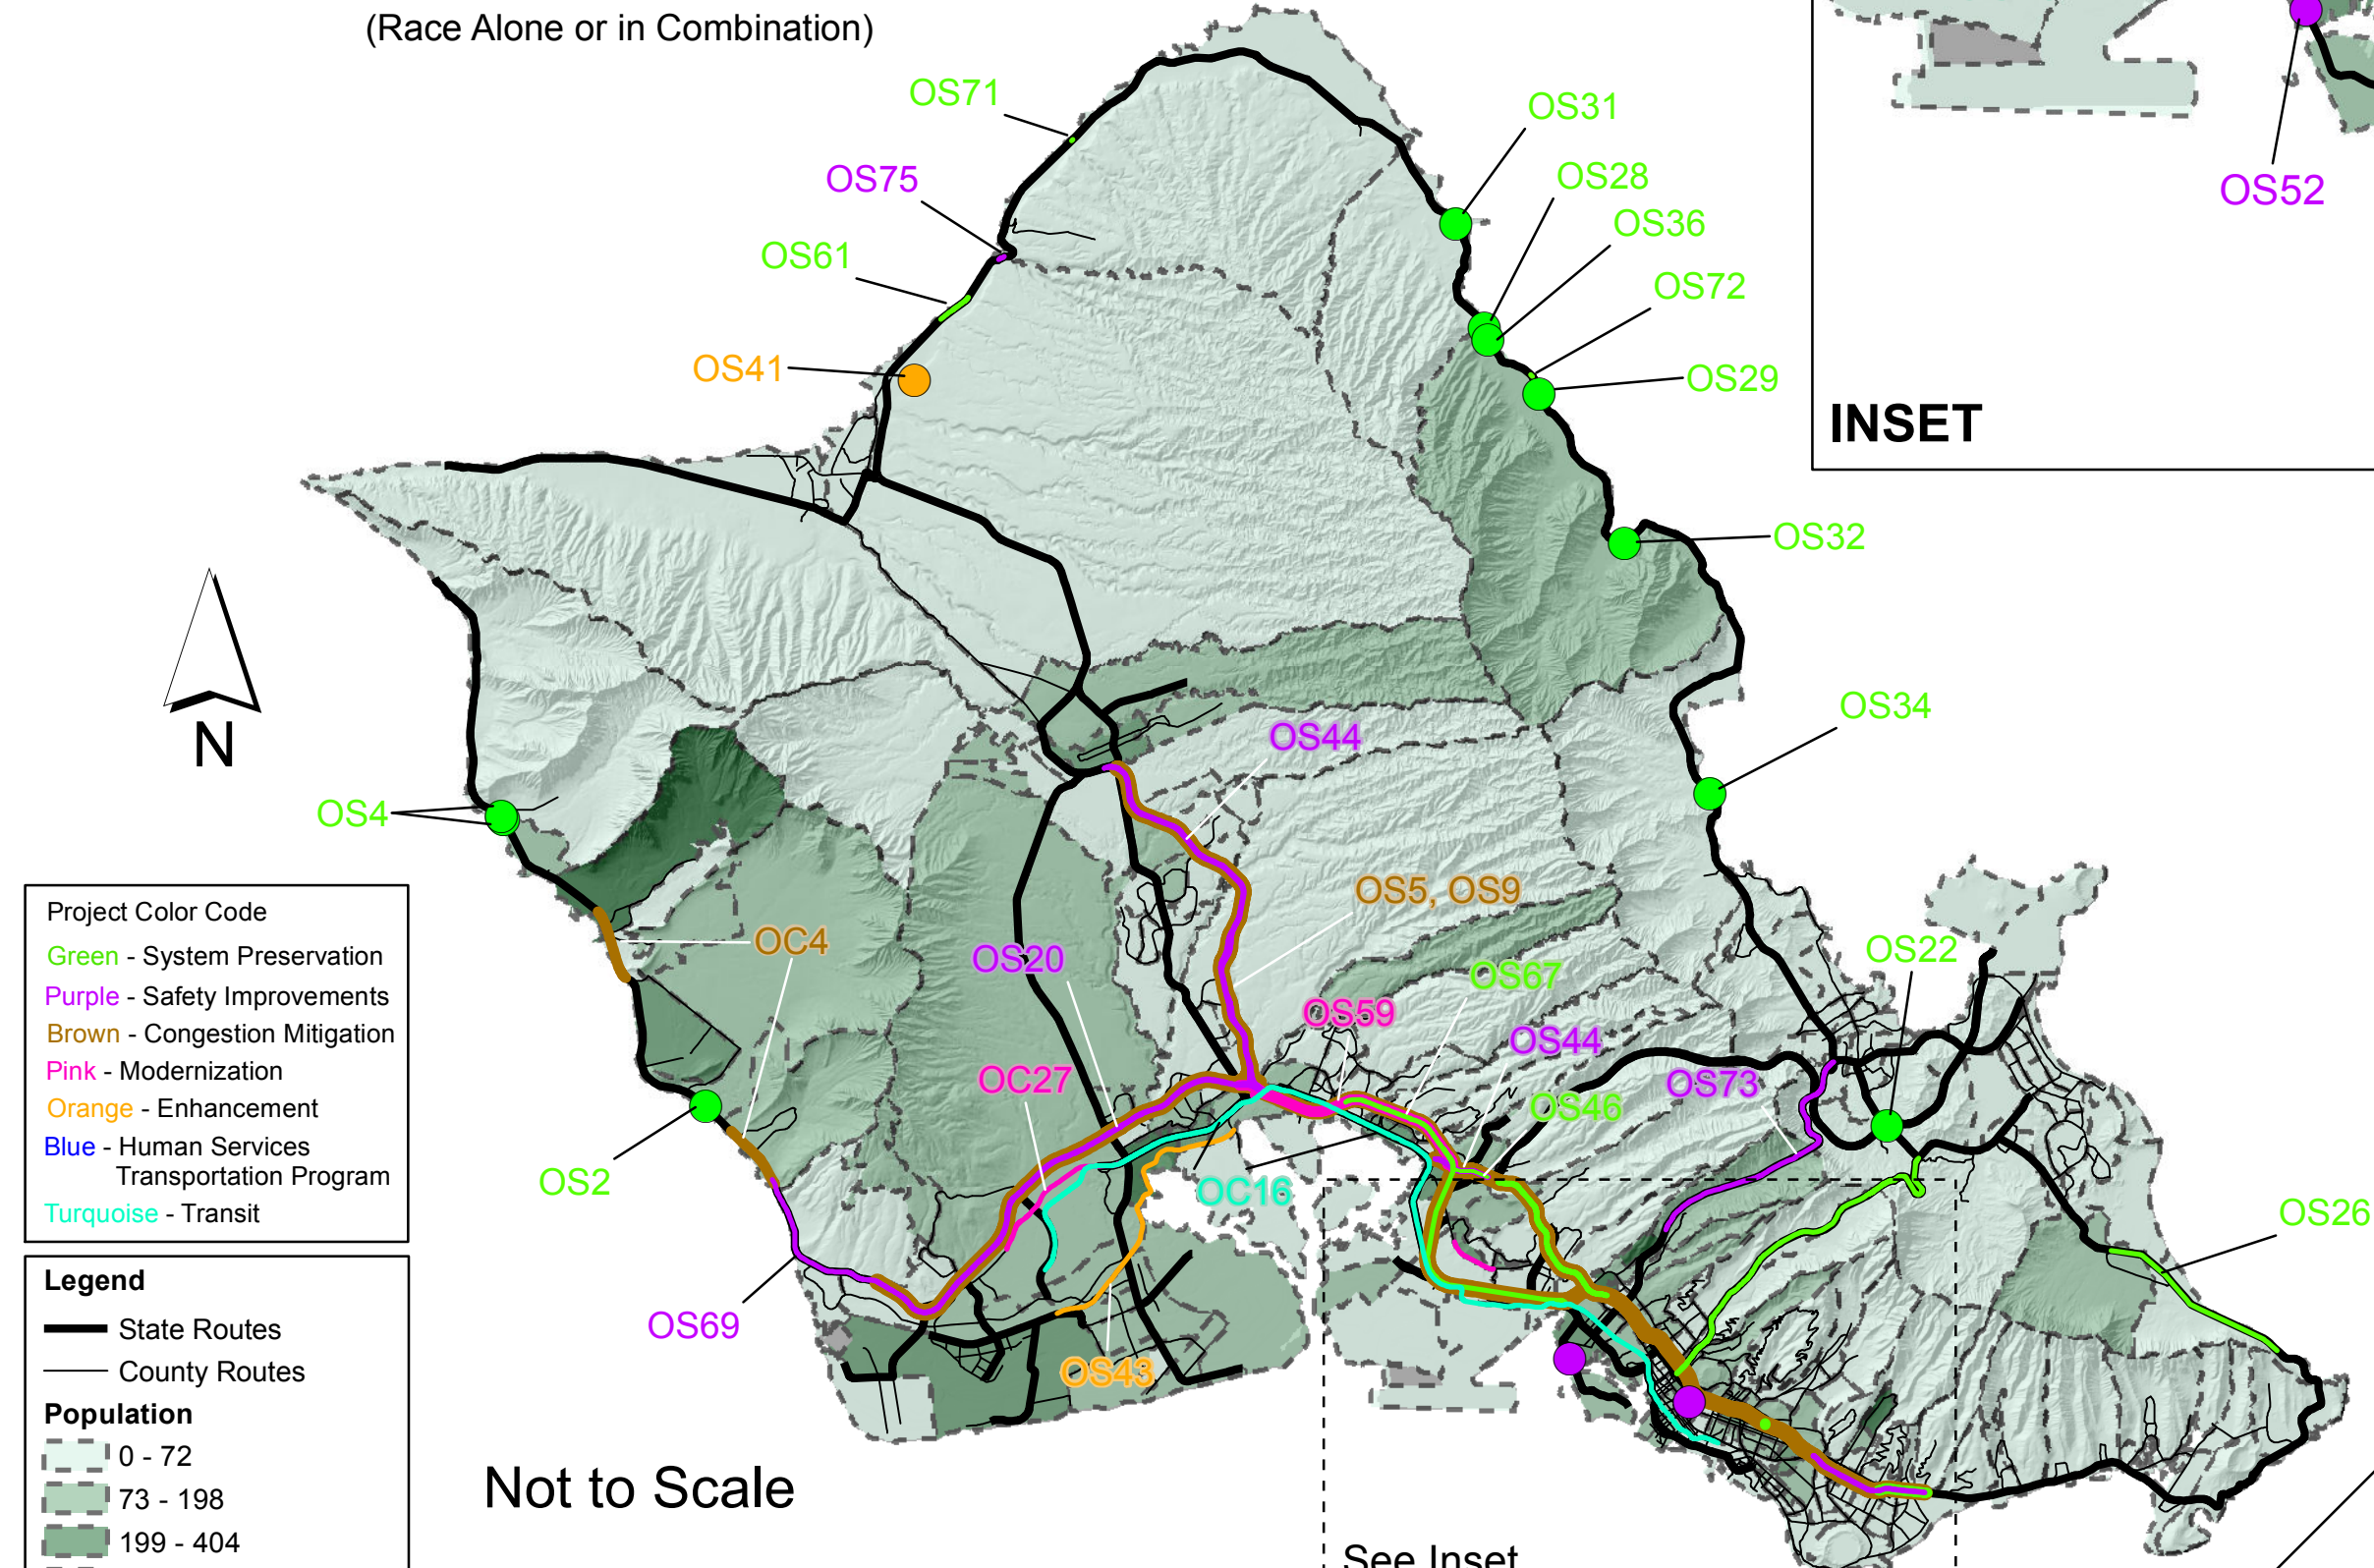 (Race Alone or in Combination)
OS71
OS31
OS75
OS28
OS52
OS36
OS61
OS72
OS41
OS29
INSET
OS32
N
OS34
OS44
OS4
OS5, OS9
Project Color Code
Green - System Preservation
Purple - Safety Improvements
Brown - Congestion Mitigation
Pink - Modernization
Orange - Enhancement
Blue - Human Services
Transportation Program
Turquoise - Transit
OC4
OS20
OS22
OS67
OS59
OS44
OC27
OS73
OS46
OS2
OC16
OS26
OS69
OS43
Legend
State Routes
County Routes
Population
0 - 72
73 - 198
199 - 404
Not to Scale
See Inset